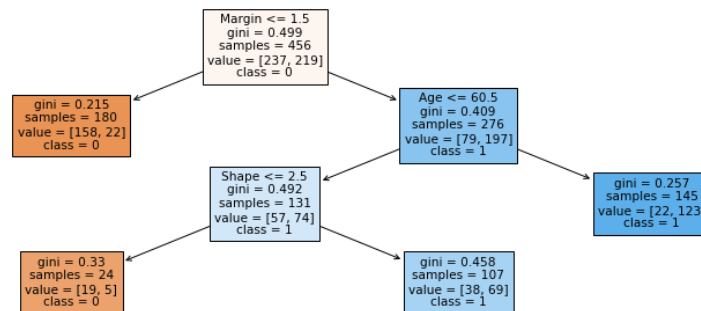 Margin <= 1.5
gini = 0.499
samples = 456
value = [237, 219]
class = 0
gini = 0.215
samples = 180
value = [158, 22]
class = 0
Age <= 60.5
gini = 0.409
samples = 276
value = [79, 197]
class = 1
Shape <= 2.5
gini = 0.492
samples = 131
value = [57, 74]
class = 1
gini = 0.257
samples = 145
value = [22, 123]
class = 1
gini = 0.33
samples = 24
value = [19, 5]
class = 0
gini = 0.458
samples = 107
value = [38, 69]
class = 1